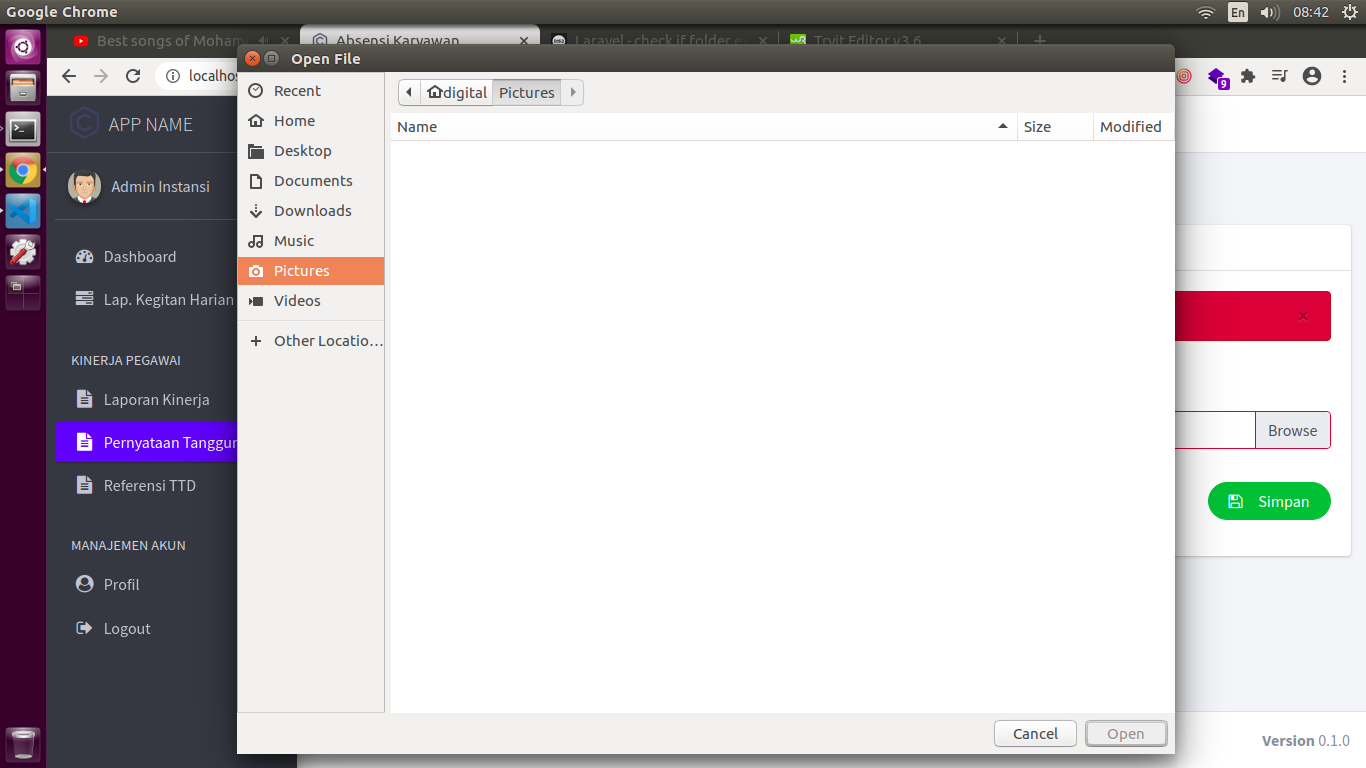 Google Chrome
En
08:42
Best songs of Moham
Absensi Karyawan
Laravel - check if folder e
Tryit Editor v3.6
Open File
localhos
9
APP NAME
Admin Instansi
Dashboard
Lap. Kegitan Harian
KINERJA PEGAWAI
Laporan Kinerja
Pernyataan Tanggun
Referensi TTD
MANAJEMEN AKUN
Profil
Logout
Recent
Home
Desktop
Documents
Downloads
Music
Pictures
Videos
Other Locatio...
digital Pictures
Name Size Modified
Browse
Simpan
Cancel Open
Version 0.1.0